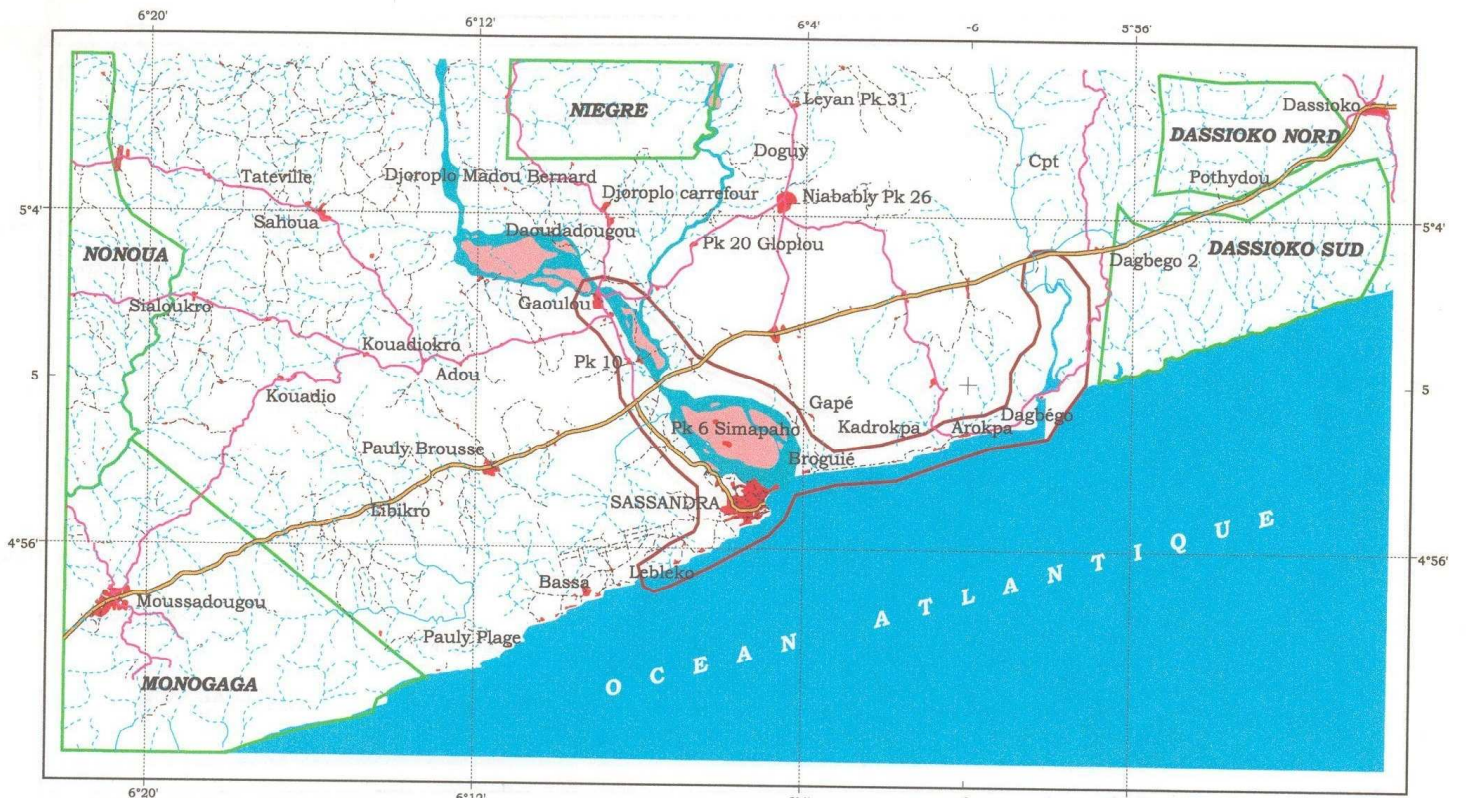 6°20'
6°12'
6°4'
-6
5°56'
NIEGRE
Leyan Pk 31
Dassioko
DASSIOKO NORD
Doguy
Cpt
Tateville
Djoroplo Madou Bernard
Pothydou
Djoroplo carrefour
Njabably Pk 26
5°4'
Sahoua
5°4'
Daoudadougou
Pk 20 Gloplou
NONOUA
DASSIOKO SUD
Dagbego 2
Sialoukro
Gaoulou
Kouadiokro
Pk 10
Adou
5
5
Kouadio
Gapé
Dagbégo
Pk 6 Simapaho
Kadrokpa
Arokpa
Pauly Brousse
Broguié
SASSANDRA
Libikro
4°56'
4°56'
Lebleko
Bassa
Moussadougou
Pauly Plage
OCEAN ATLANTIQUE
MONOGAGA
6°20'